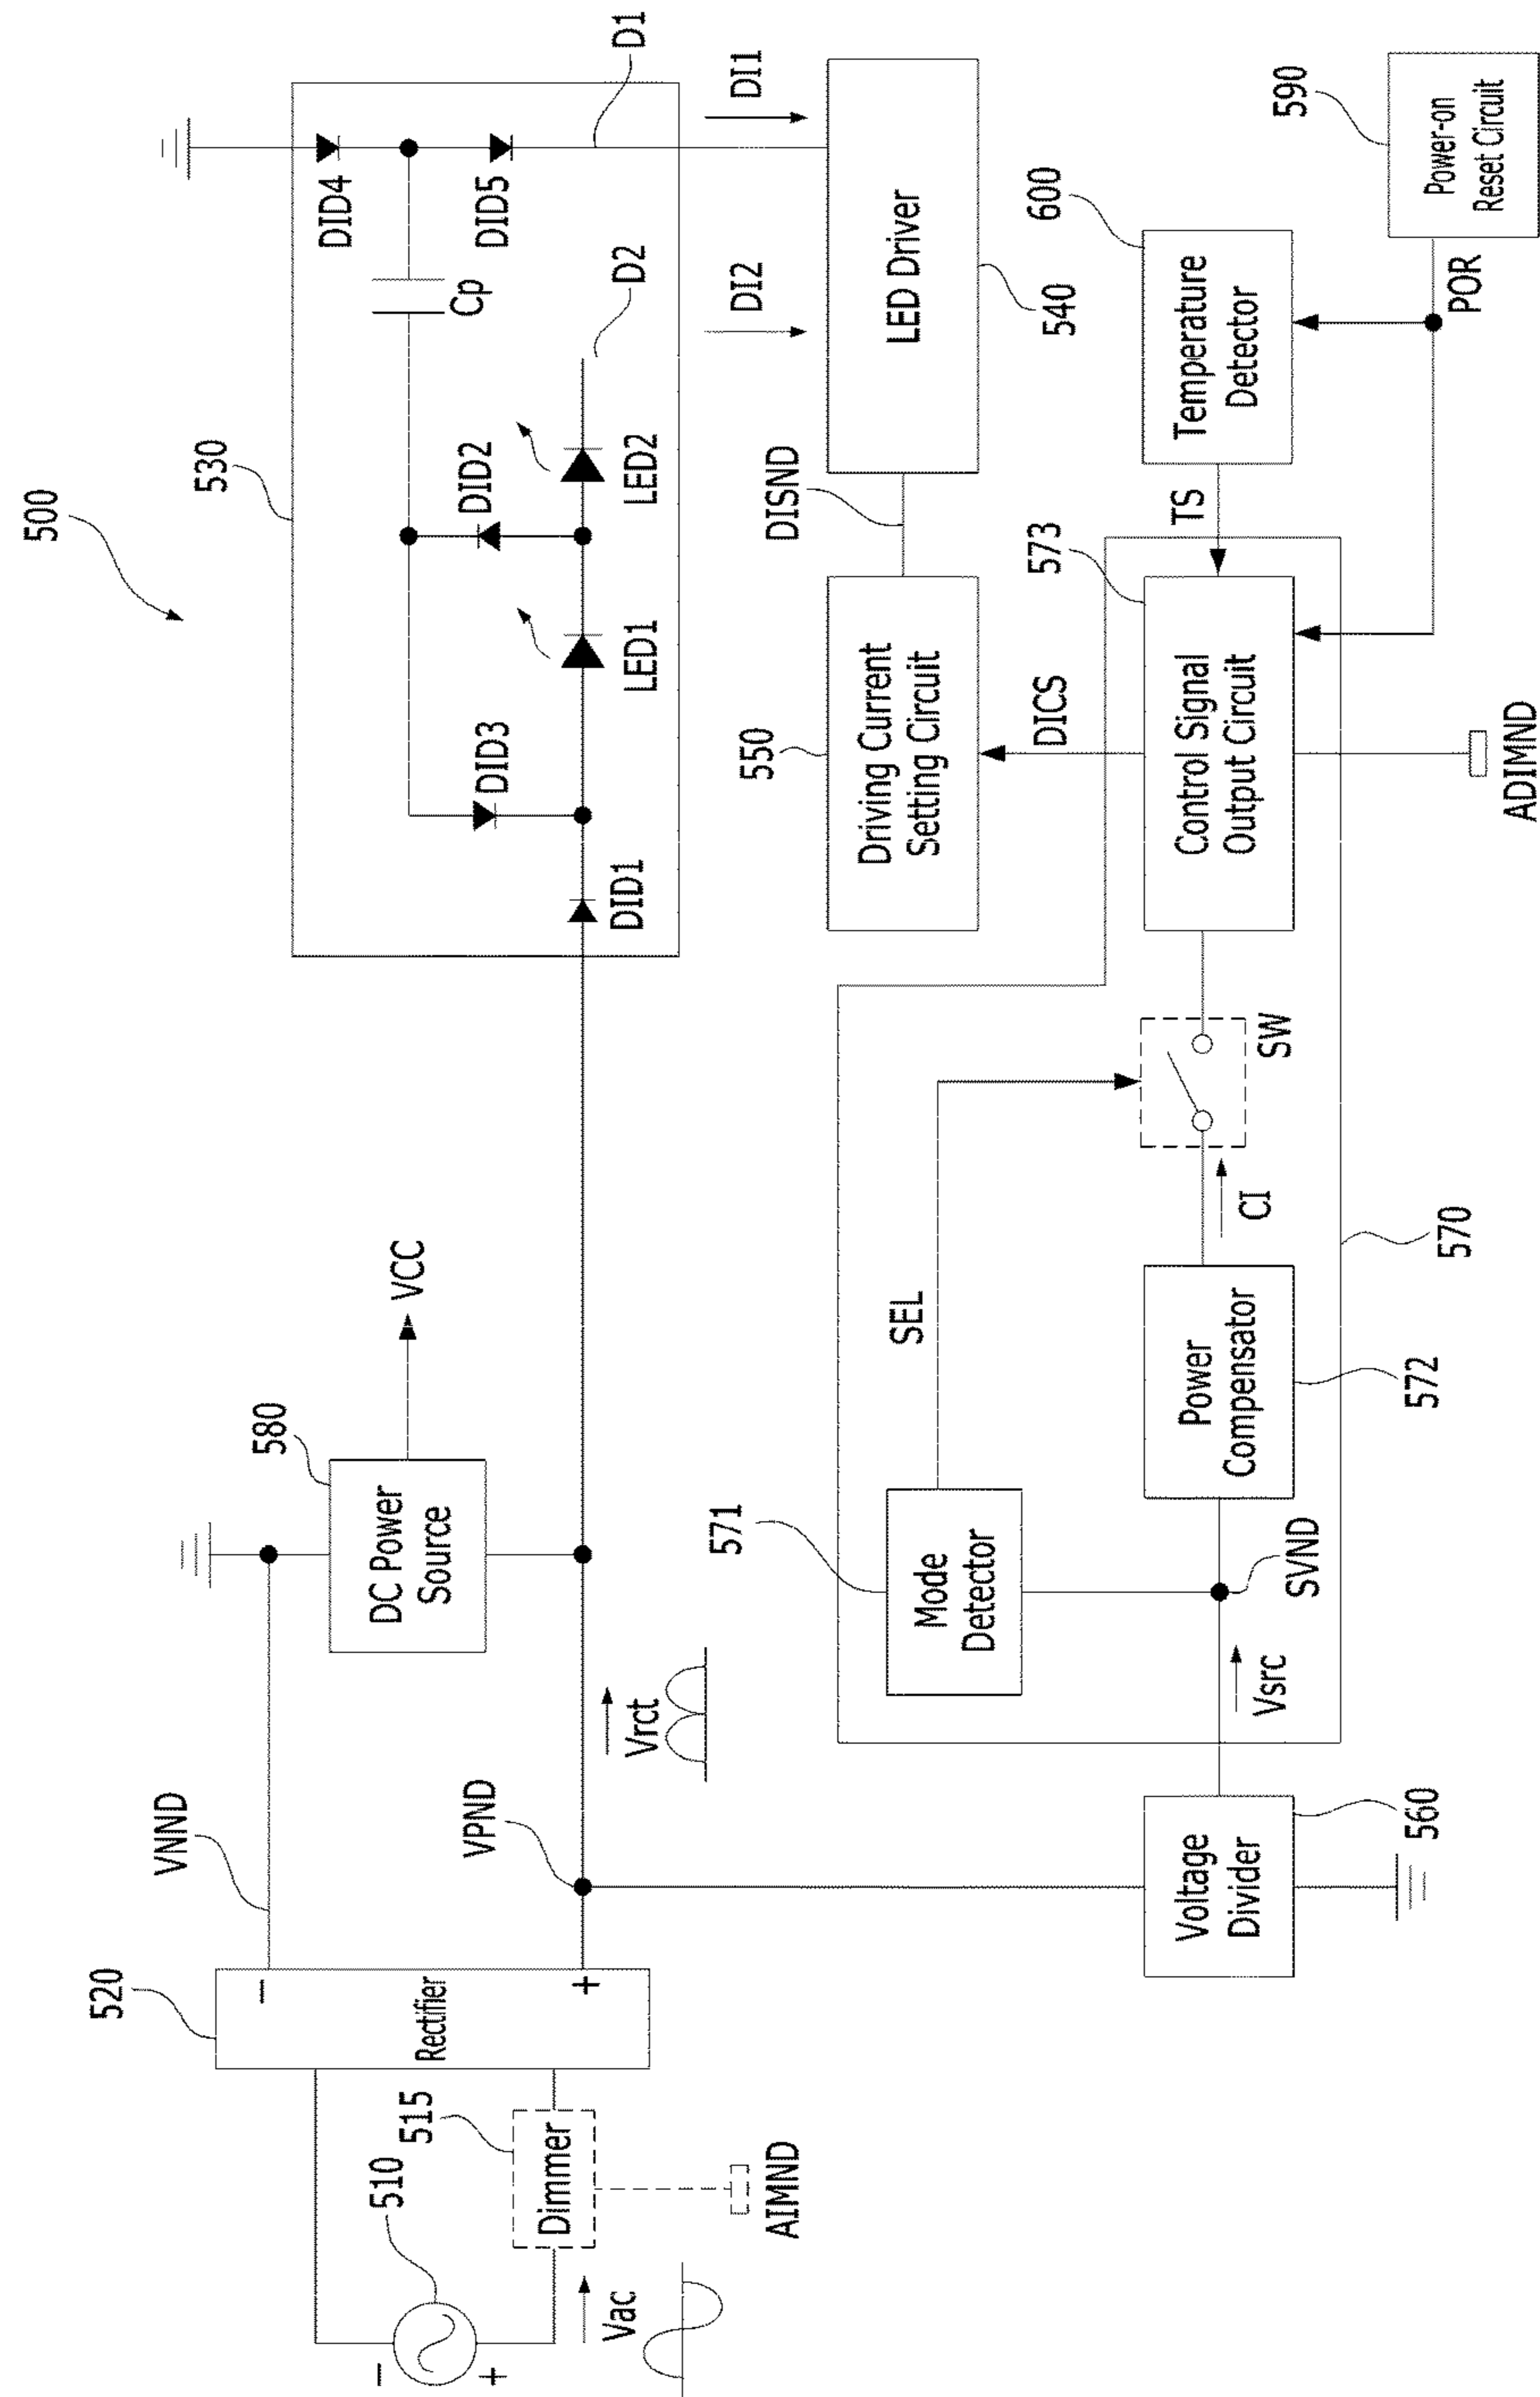 500
510
−
+
Vac
515
Dimmer
AIMND
520
−
Rectifier
+
VNND
VPND
Vrct
580
DC Power
Source
VCC
530
DID1
DID3
LED1
DID2
LED2
Cp
DID4
DID5
D2
D1
DI2
DI1
LED Driver
540
DISND
550
Driving Current
Setting Circuit
DICS
560
Voltage
Divider
Vsrc
SVND
571
Mode
Detector
SEL
Power
Compensator
572
CI
SW
570
573
Control Signal
Output Circuit
ADIMND
TS
600
Temperature
Detector
POR
590
Power-on
Reset Circuit